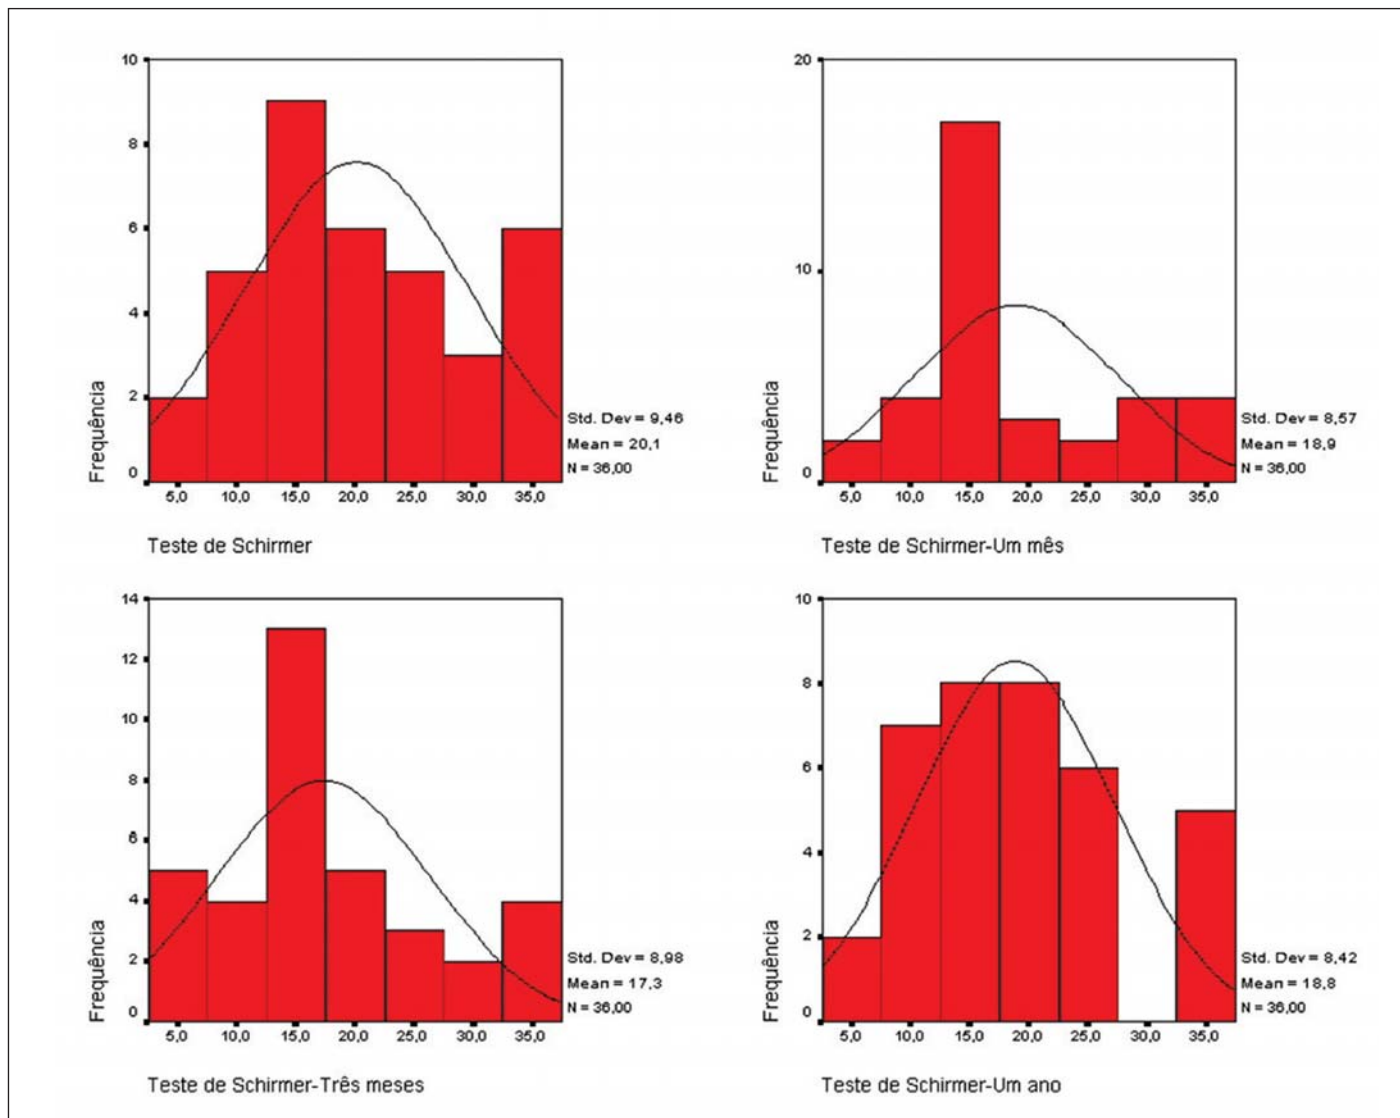 10
8
6
4
2
0
Frequência
5,0 10,0 15,0 20,0 25,0 30,0 35,0
Std. Dev = 9,46
Mean = 20,1
N = 36,00
Teste de Schirmer
20
10
0
Frequência
5,0 10,0 15,0 20,0 25,0 30,0 35,0
Std. Dev = 8,57
Mean = 18,9
N = 36,00
Teste de Schirmer-Um mês
14
12
10
8
6
4
2
0
Frequência
5,0 10,0 15,0 20,0 25,0 30,0 35,0
Std. Dev = 8,98
Mean = 17,3
N = 36,00
Teste de Schirmer-Três meses
10
8
6
4
2
0
Frequência
5,0 10,0 15,0 20,0 25,0 30,0 35,0
Std. Dev = 8,42
Mean = 18,8
N = 36,00
Teste de Schirmer-Um ano